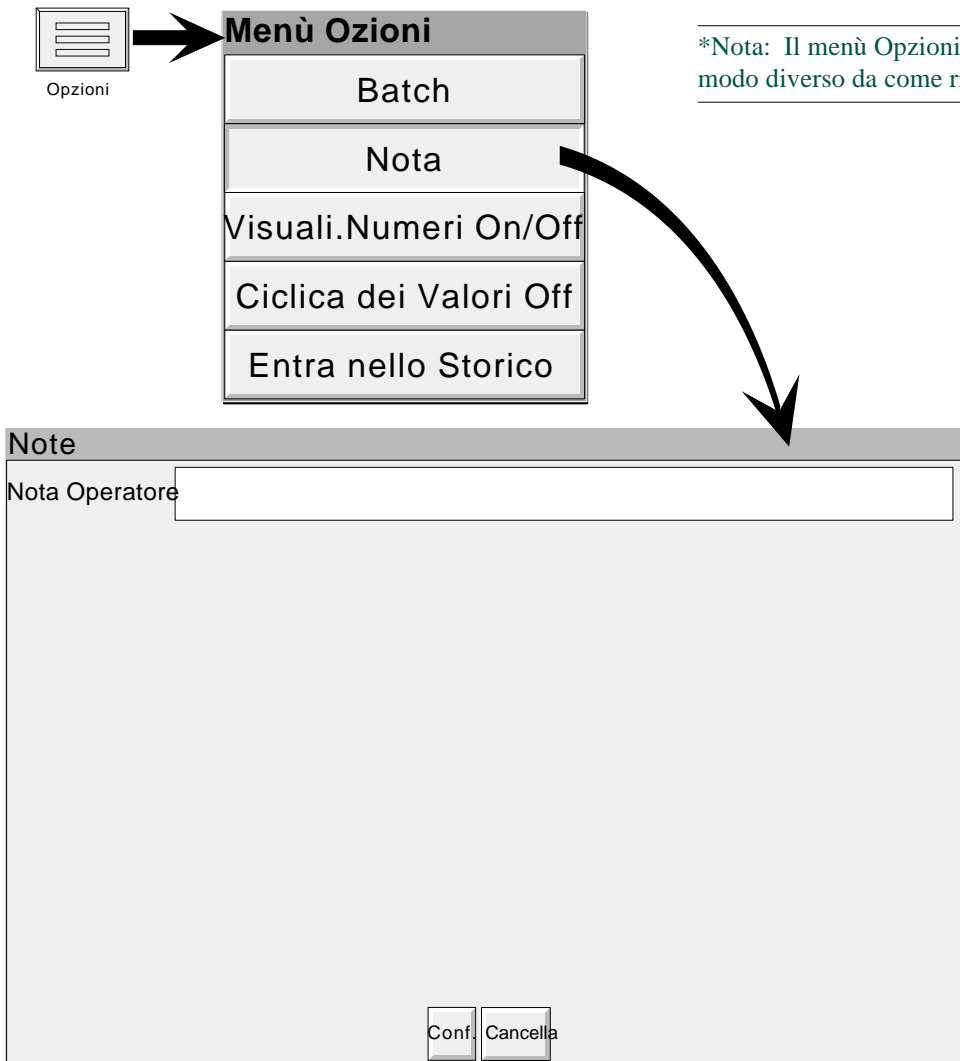 Opzioni
Menù Ozioni
Batch
Nota
Visuali.Numeri On/Off
Ciclica dei Valori Off
Entra nello Storico
*Nota: Il menù Opzioni
modo diverso da come
Note
Nota Operatore
Conf. Cancella